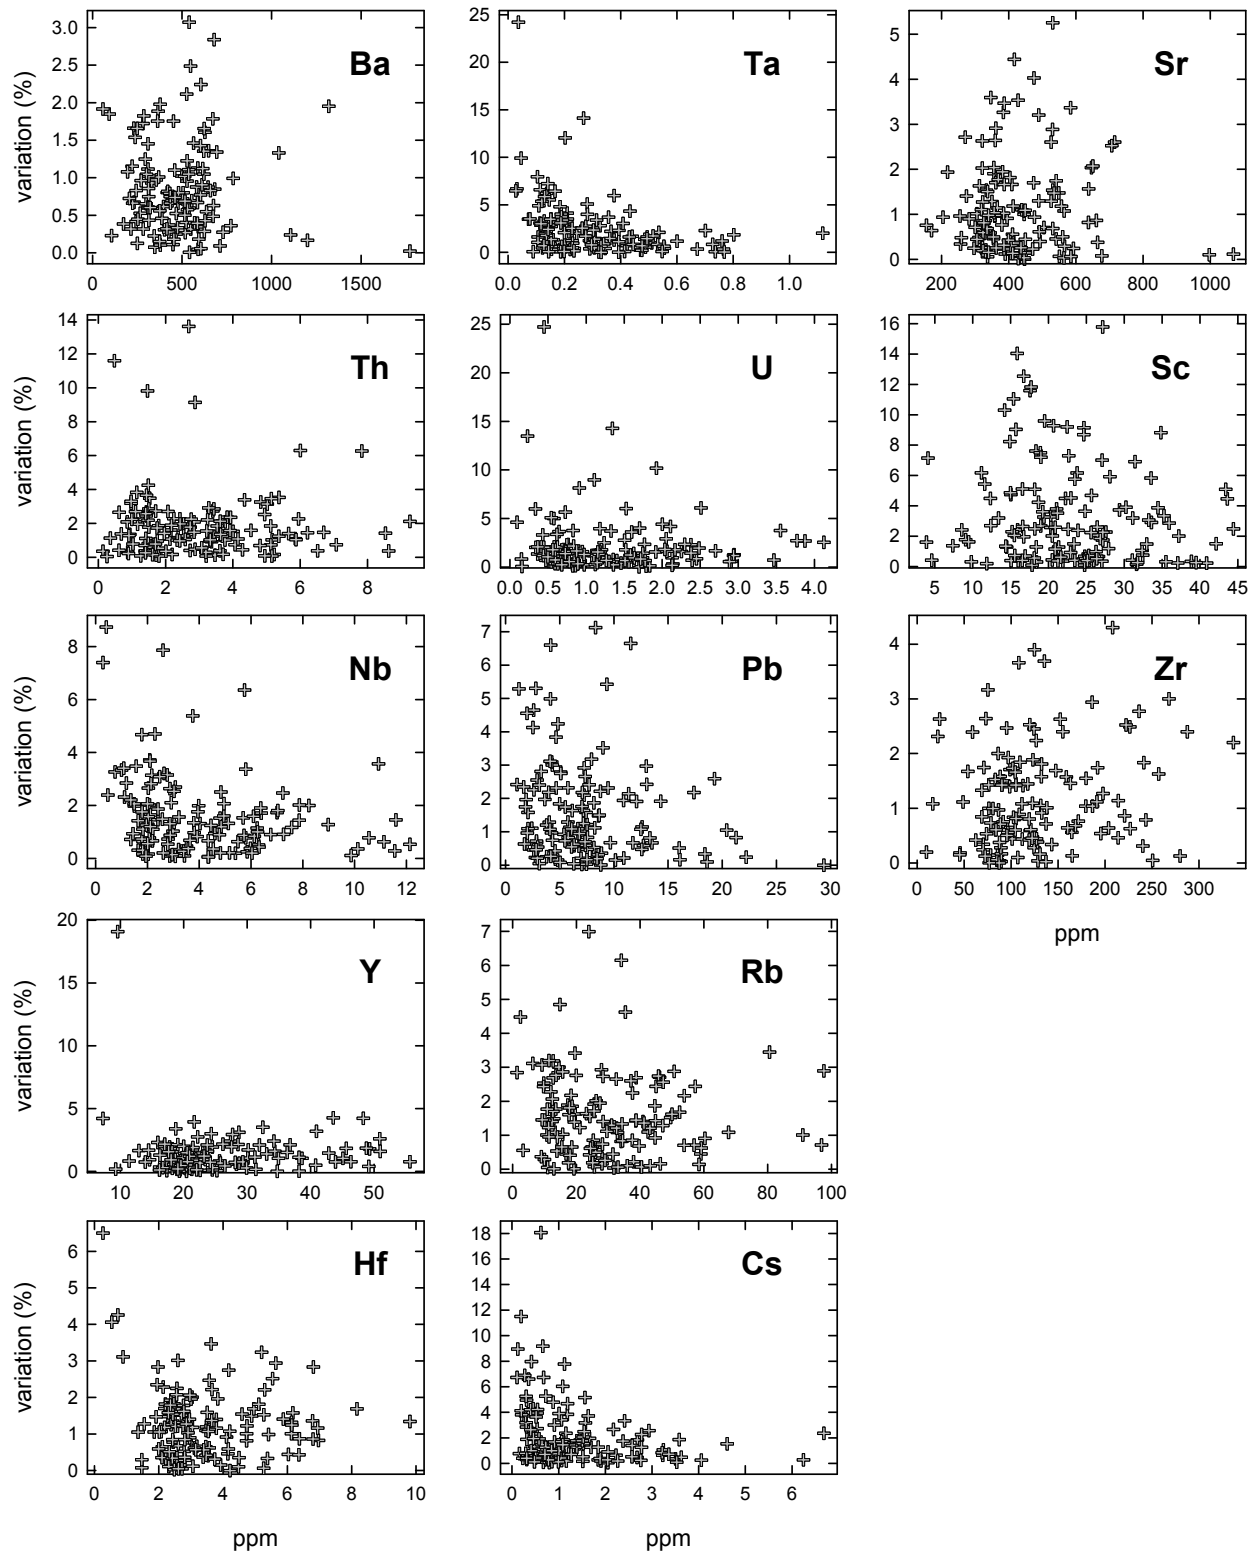 3.0
2.5
2.0
1.5
1.0
0.5
0.0
variation (%)
Ba
0 500 1000 1500
25
20
15
10
5
0
Ta
0.0 0.2 0.4 0.6 0.8 1.0
5
4
3
2
1
0
Sr
200 400 600 800 1000
14
12
10
8
6
4
2
0
variation (%)
Th
0 2 4 6 8
25
20
15
10
5
0
U
0.0 0.5 1.0 1.5 2.0 2.5 3.0 3.5 4.0
16
14
12
10
8
6
4
2
0
Sc
5 10 15 20 25 30 35 40 45
8
6
4
2
0
variation (%)
Nb
0 2 4 6 8 10 12
7
6
5
4
3
2
1
0
Pb
0 5 10 15 20 25 30
4
3
2
1
0
Zr
0 50 100 150 200 250 300
ppm
20
15
10
5
0
variation (%)
Y
10 20 30 40 50
7
6
5
4
3
2
1
0
Rb
0 20 40 60 80 100
6
5
4
3
2
1
0
variation (%)
Hf
0 2 4 6 8 10
ppm
18
16
14
12
10
8
6
4
2
0
Cs
0 1 2 3 4 5 6
ppm